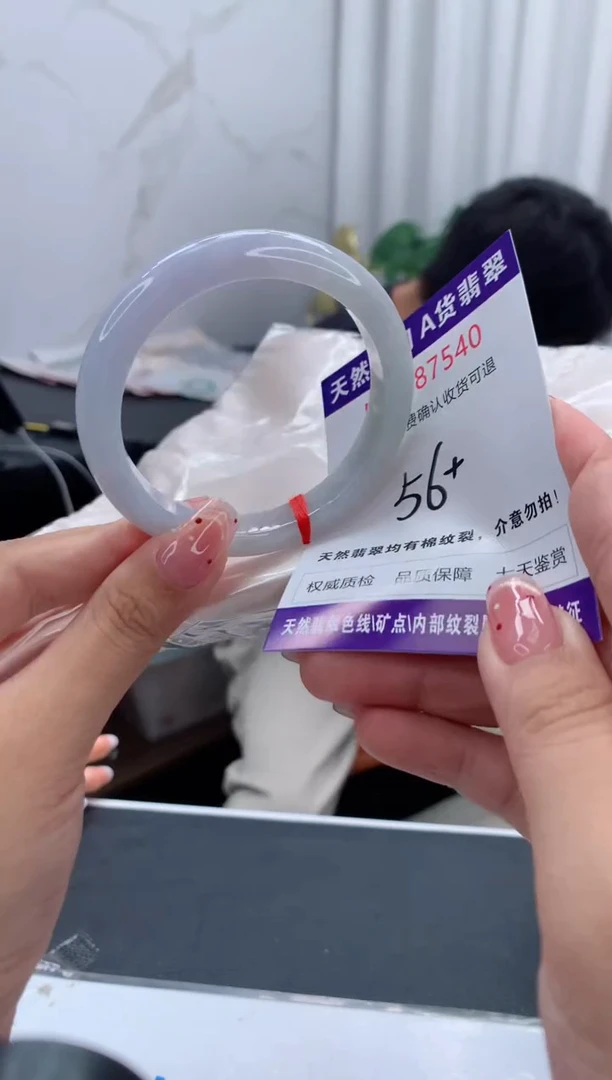 天然 A货翡翠
87540
费确认收货可退
56+
天然翡翠均有棉纹裂，介意勿拍！
权威质检 品质保障 七天鉴赏
天然翡翠色线\矿点\内部纹裂 征